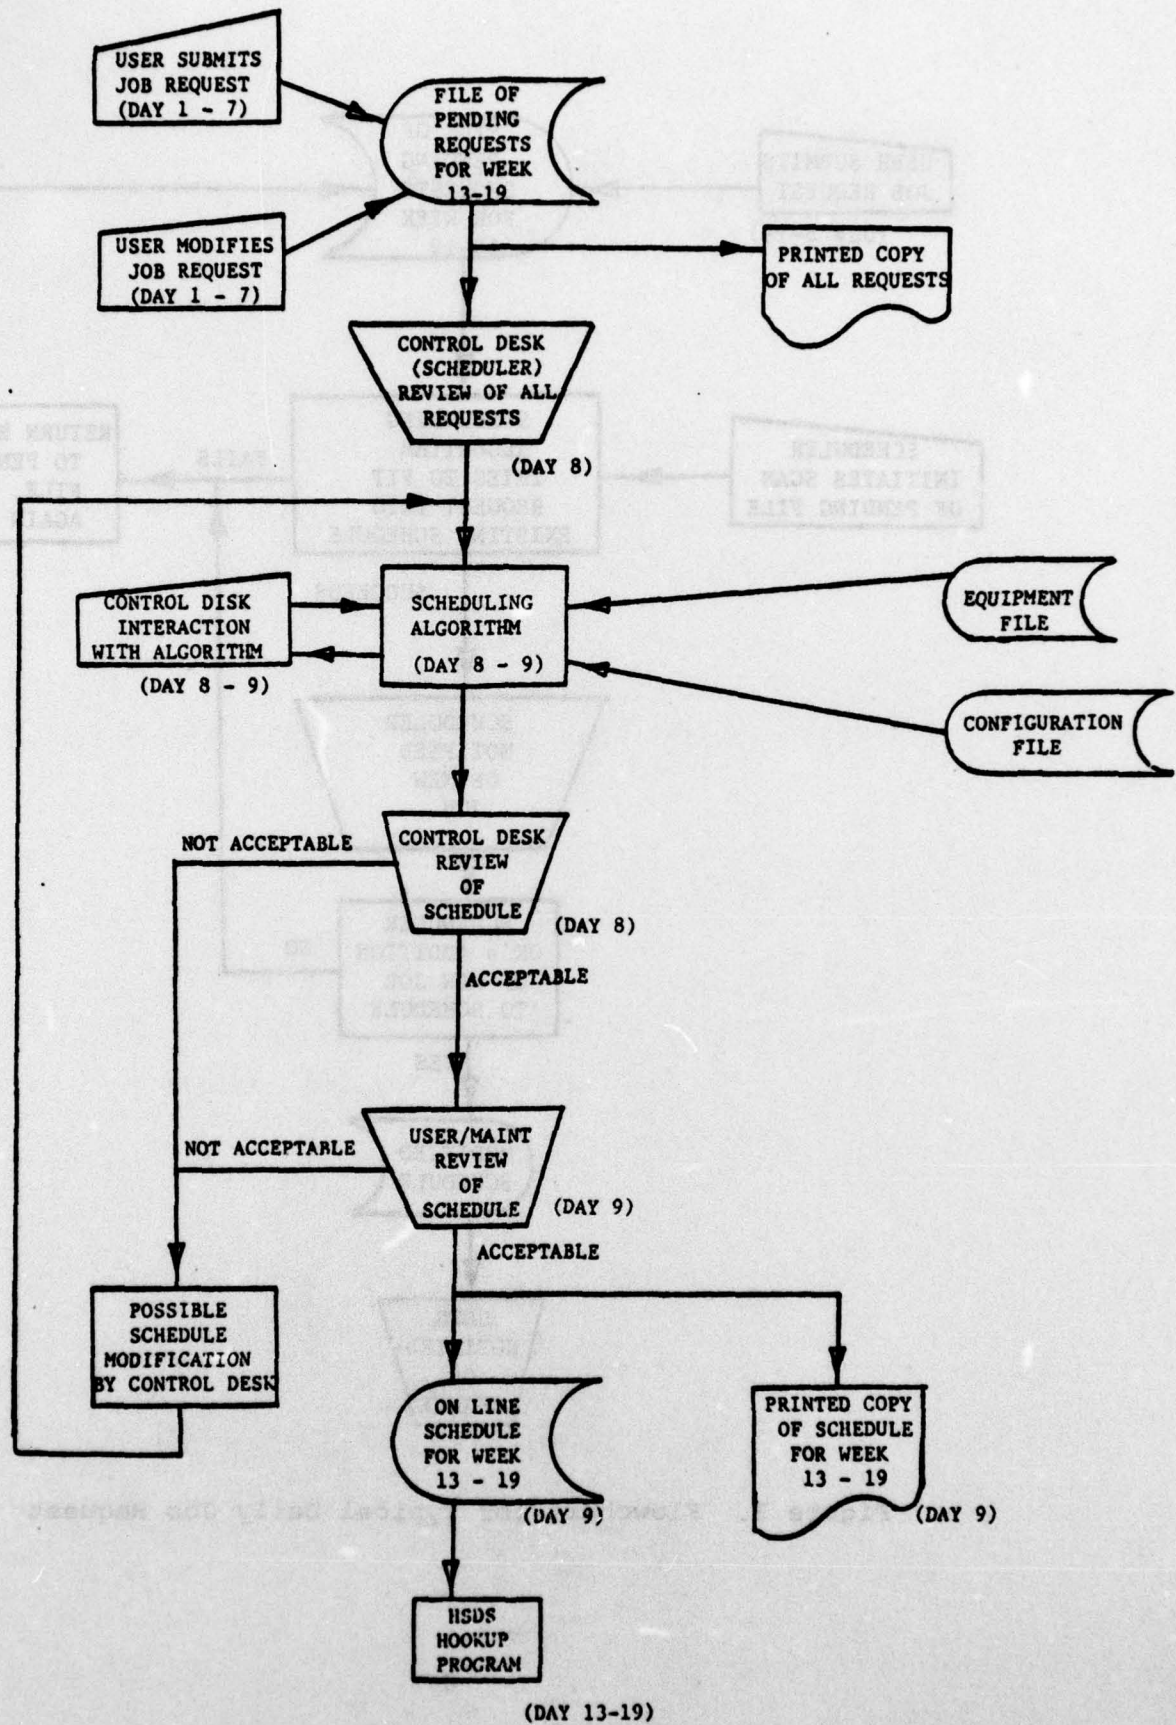 USER SUBMITS
JOB REQUEST
(DAY 1 - 7)
FILE OF
PENDING
REQUESTS
FOR WEEK
13-19
USER MODIFIES
JOB REQUEST
(DAY 1 - 7)
PRINTED COPY
OF ALL REQUESTS
CONTROL DESK
(SCHEDULER)
REVIEW OF ALL
REQUESTS
(DAY 8)
CONTROL DISK
INTERACTION
WITH ALGORITHM
(DAY 8 - 9)
SCHEDULING
ALGORITHM
(DAY 8 - 9)
EQUIPMENT
FILE
CONFIGURATION
FILE
NOT ACCEPTABLE
CONTROL DESK
REVIEW
OF
SCHEDULE
(DAY 8)
ACCEPTABLE
NOT ACCEPTABLE
USER/MAINT
REVIEW
OF
SCHEDULE
(DAY 9)
ACCEPTABLE
POSSIBLE
SCHEDULE
MODIFICATION
BY CONTROL DESK
ON LINE
SCHEDULE
FOR WEEK
13 - 19
(DAY 9)
PRINTED COPY
OF SCHEDULE
FOR WEEK
13 - 19
(DAY 9)
HSDS
HOOKUP
PROGRAM
(DAY 13-19)